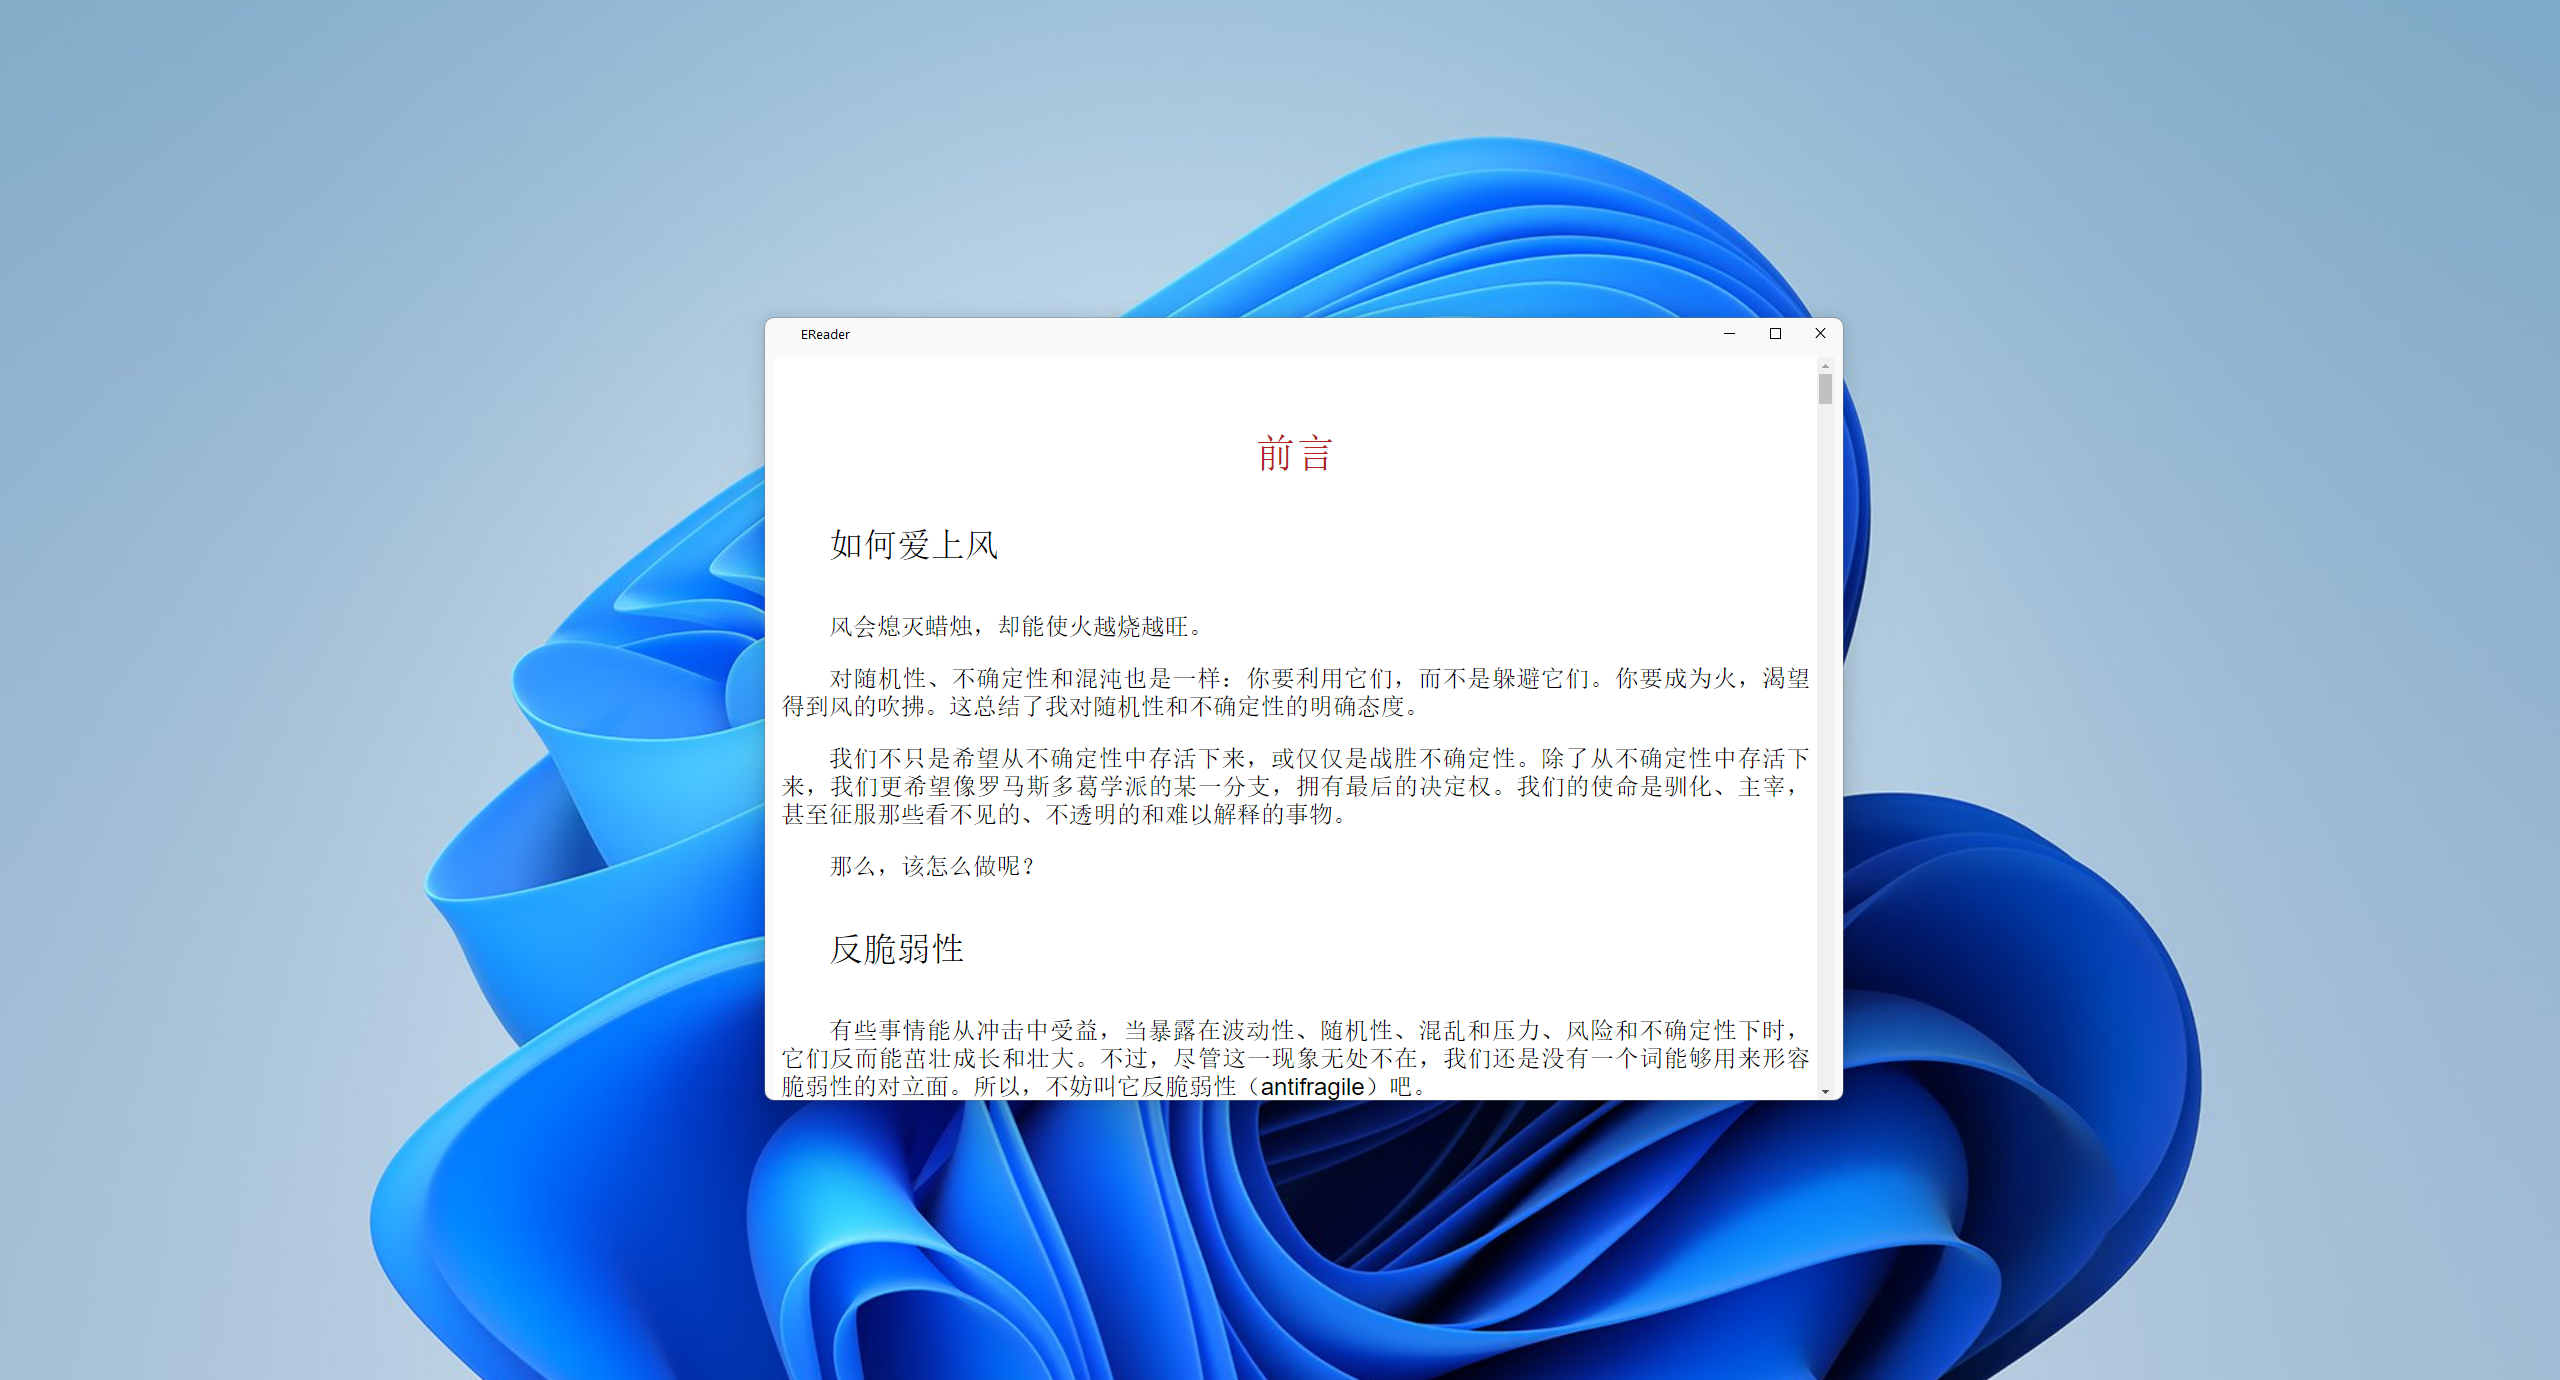 EReader
前言
如何爱上风
风会熄灭蜡烛，却能使火越烧越旺。
对随机性、不确定性和混沌也是一样：你要利用它们，而不是躲避它们。你要成为火，渴望
得到风的吹拂。这总结了我对随机性和不确定性的明确态度。
我们不只是希望从不确定性中存活下来，或仅仅是战胜不确定性。除了从不确定性中存活下
来，我们更希望像罗马斯多葛学派的某一分支，拥有最后的决定权。我们的使命是驯化、主宰，
甚至征服那些看不见的、不透明的和难以解释的事物。
那么，该怎么做呢？
反脆弱性
有些事情能从冲击中受益，当暴露在波动性、随机性、混乱和压力、风险和不确定性下时，
它们反而能茁壮成长和壮大。不过，尽管这一现象无处不在，我们还是没有一个词能够用来形容
脆弱性的对立面。所以，不妨叫它反脆弱性（antifragile）吧。